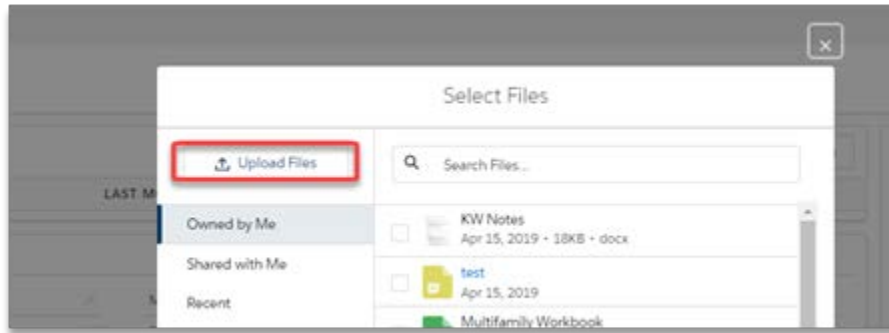 Select Files
Upload Files
Search Files...
LAST M
Owned by Me
KW Notes
Apr 15, 2019 • 18KB • docx
Shared with Me
test
Apr 15, 2019
Recent
Multifamily Workbook